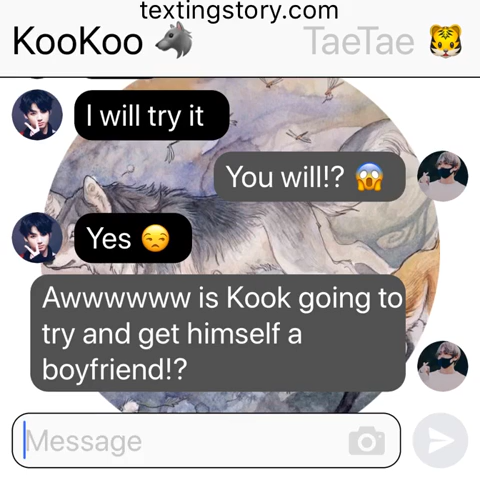 textingstory.com
KooKoo 🐺 TaeTae 🐯
I will try it
You will!? 😱
Yes 😒
Awwwwww is Kook going to
try and get himself a
boyfriend!?
Message